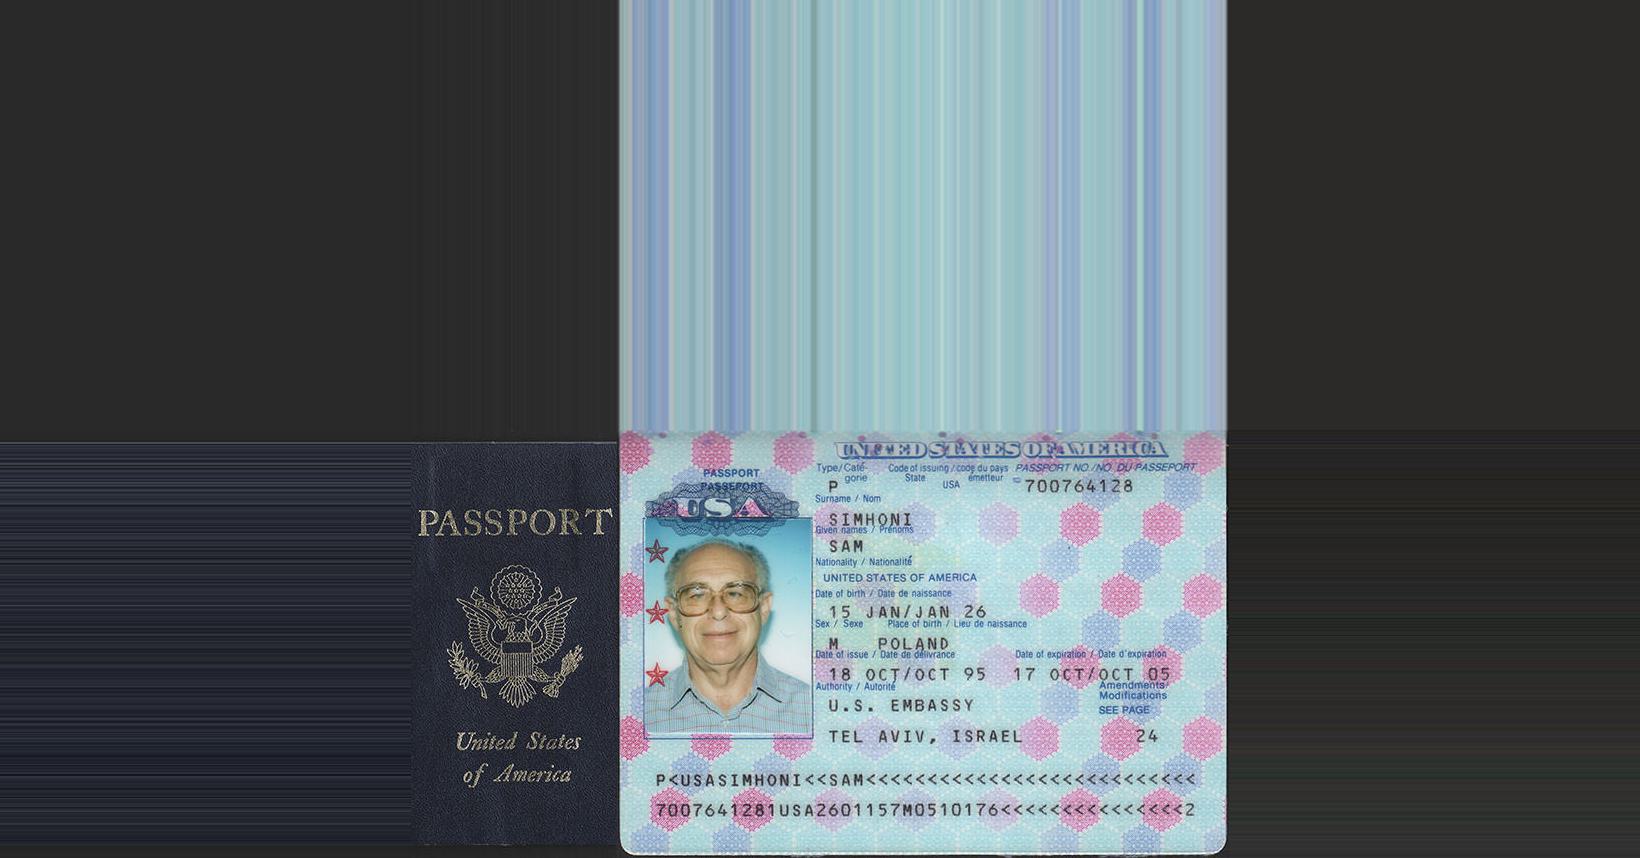 PASSPORT
United States
of America
UNITED STATES OF AMERICA
PASSPORT
PASSEPORT
USA
Type/Caté-
gorie
Code of issuing / code du pays
State
USA
émetteur
PASSPORT NO./NO. DU PASSEPORT
P
700764128
Surname / Nom
SIMHONI
Given names / Prénoms
SAM
Nationality / Nationalité
UNITED STATES OF AMERICA
Date of birth / Date de naissance
15 JAN/JAN 26
Sex / Sexe Place of birth / Lieu de naissance
M POLAND
Date of issue / Date de délivrance Date of expiration / Date d'expiration
18 OCT/OCT 95 17 OCT/OCT 05
Authority / Autorité
Amendments/
Modifications
U.S. EMBASSY
SEE PAGE
TEL AVIV, ISRAEL 24
P<USASIMHONI<<SAM<<<<<<<<<<<<<<<<<<<<<<<<<<<
7007641281USA2601157M0510176<<<<<<<<<<<<<<<2